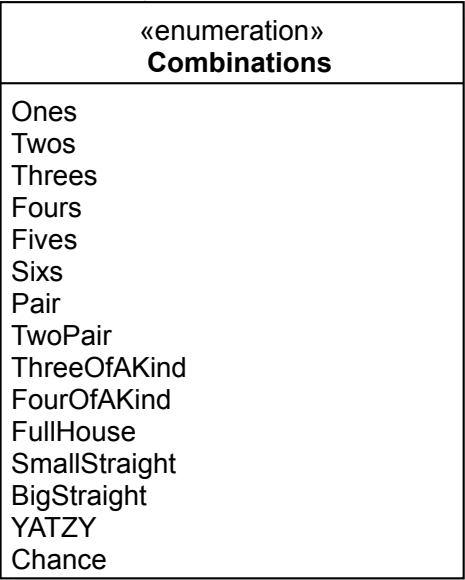 «enumeration»
Combinations
Ones
Twos
Threes
Fours
Fives
Sixs
Pair
TwoPair
ThreeOfAKind
FourOfAKind
FullHouse
SmallStraight
BigStraight
YATZY
Chance